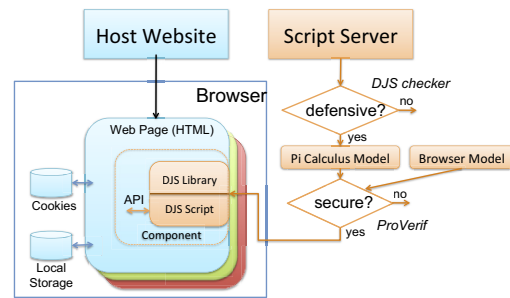 Host Website
Script Server
Browser
DJS checker
defensive?
no
yes
Web Page (HTML)
Pi Calculus Model
Browser Model
DJS Library
API
DJS Script
Component
Cookies
Local
Storage
secure?
no
ProVerif
yes